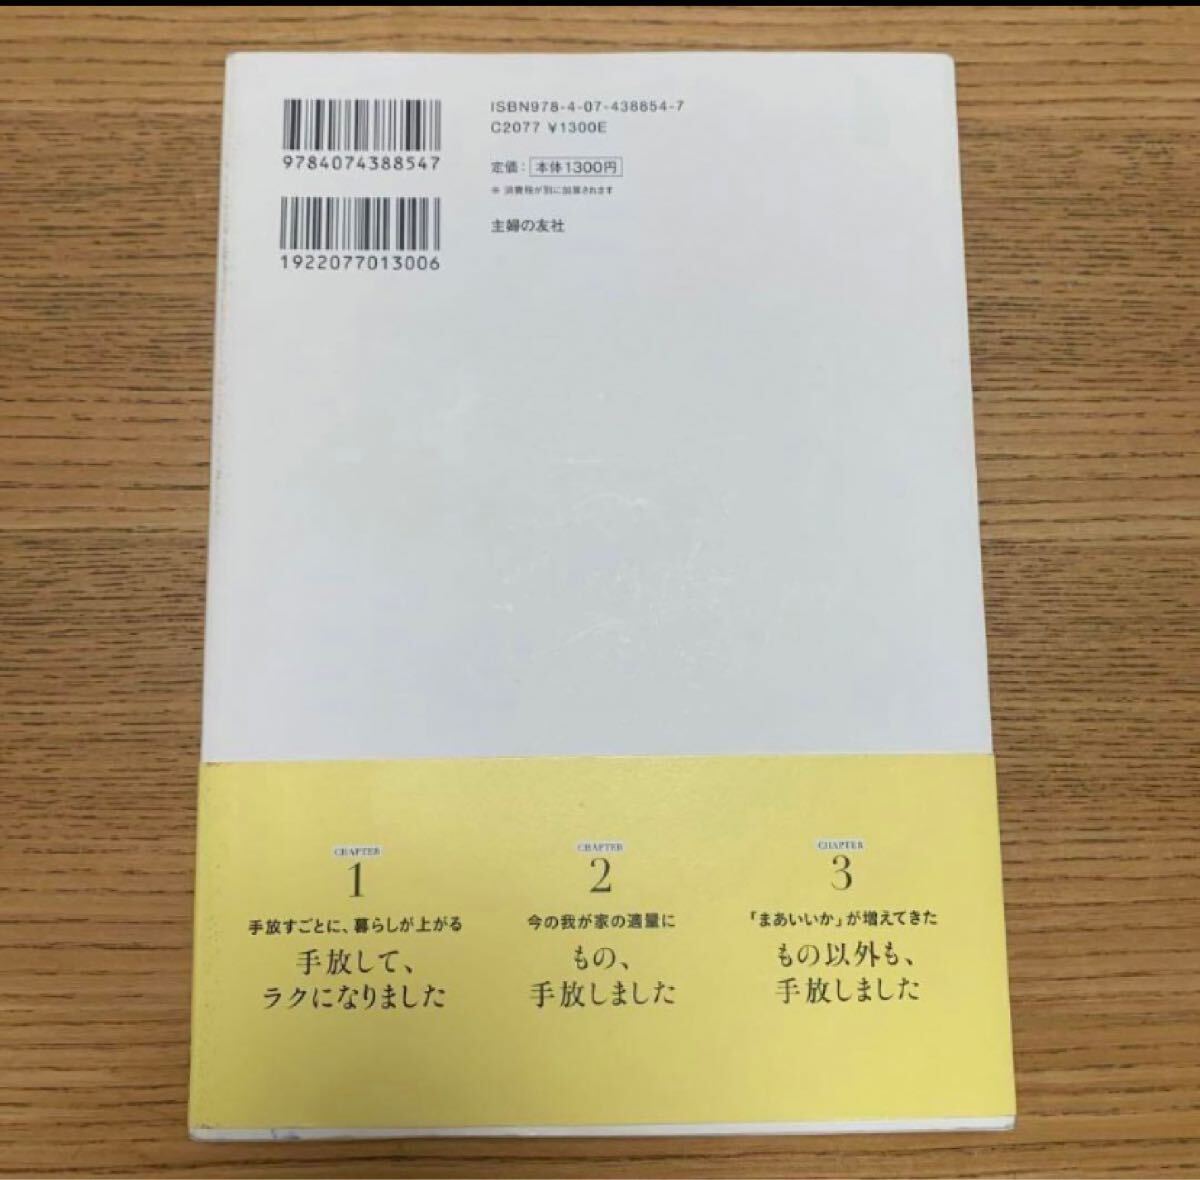 9784074388547
1922077013006
ISBN978-4-07-438854-7
C2077 ¥1300E
定価：本体1300円
※ 消費税が別に加算されます
主婦の友社
CHAPTER
1
手放すごとに、暮らしが上がる
手放して、
ラクになりました
CHAPTER
2
今の我が家の適量に
もの、
手放しました
CHAPTER
3
「まあいいか」が増えてきた
もの以外も、
手放しました